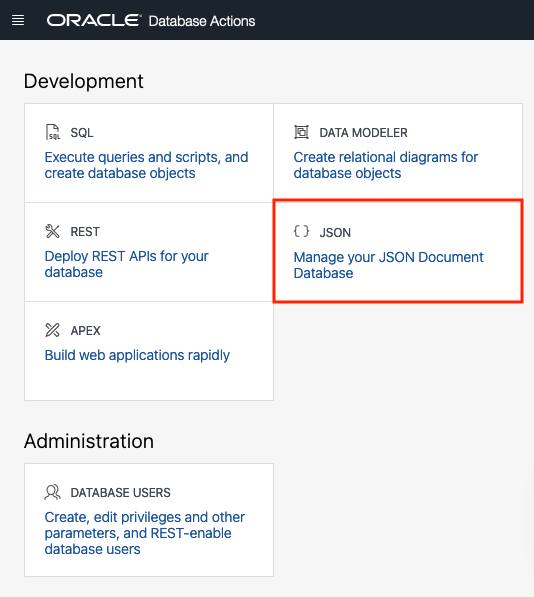 ORACLE Database Actions
Development
SQL
Execute queries and scripts, and
create database objects
DATA MODELER
Create relational diagrams for
database objects
REST
Deploy REST APIs for your
database
{ } JSON
Manage your JSON Document
Database
APEX
Build web applications rapidly
Administration
DATABASE USERS
Create, edit privileges and other
parameters, and REST-enable
database users